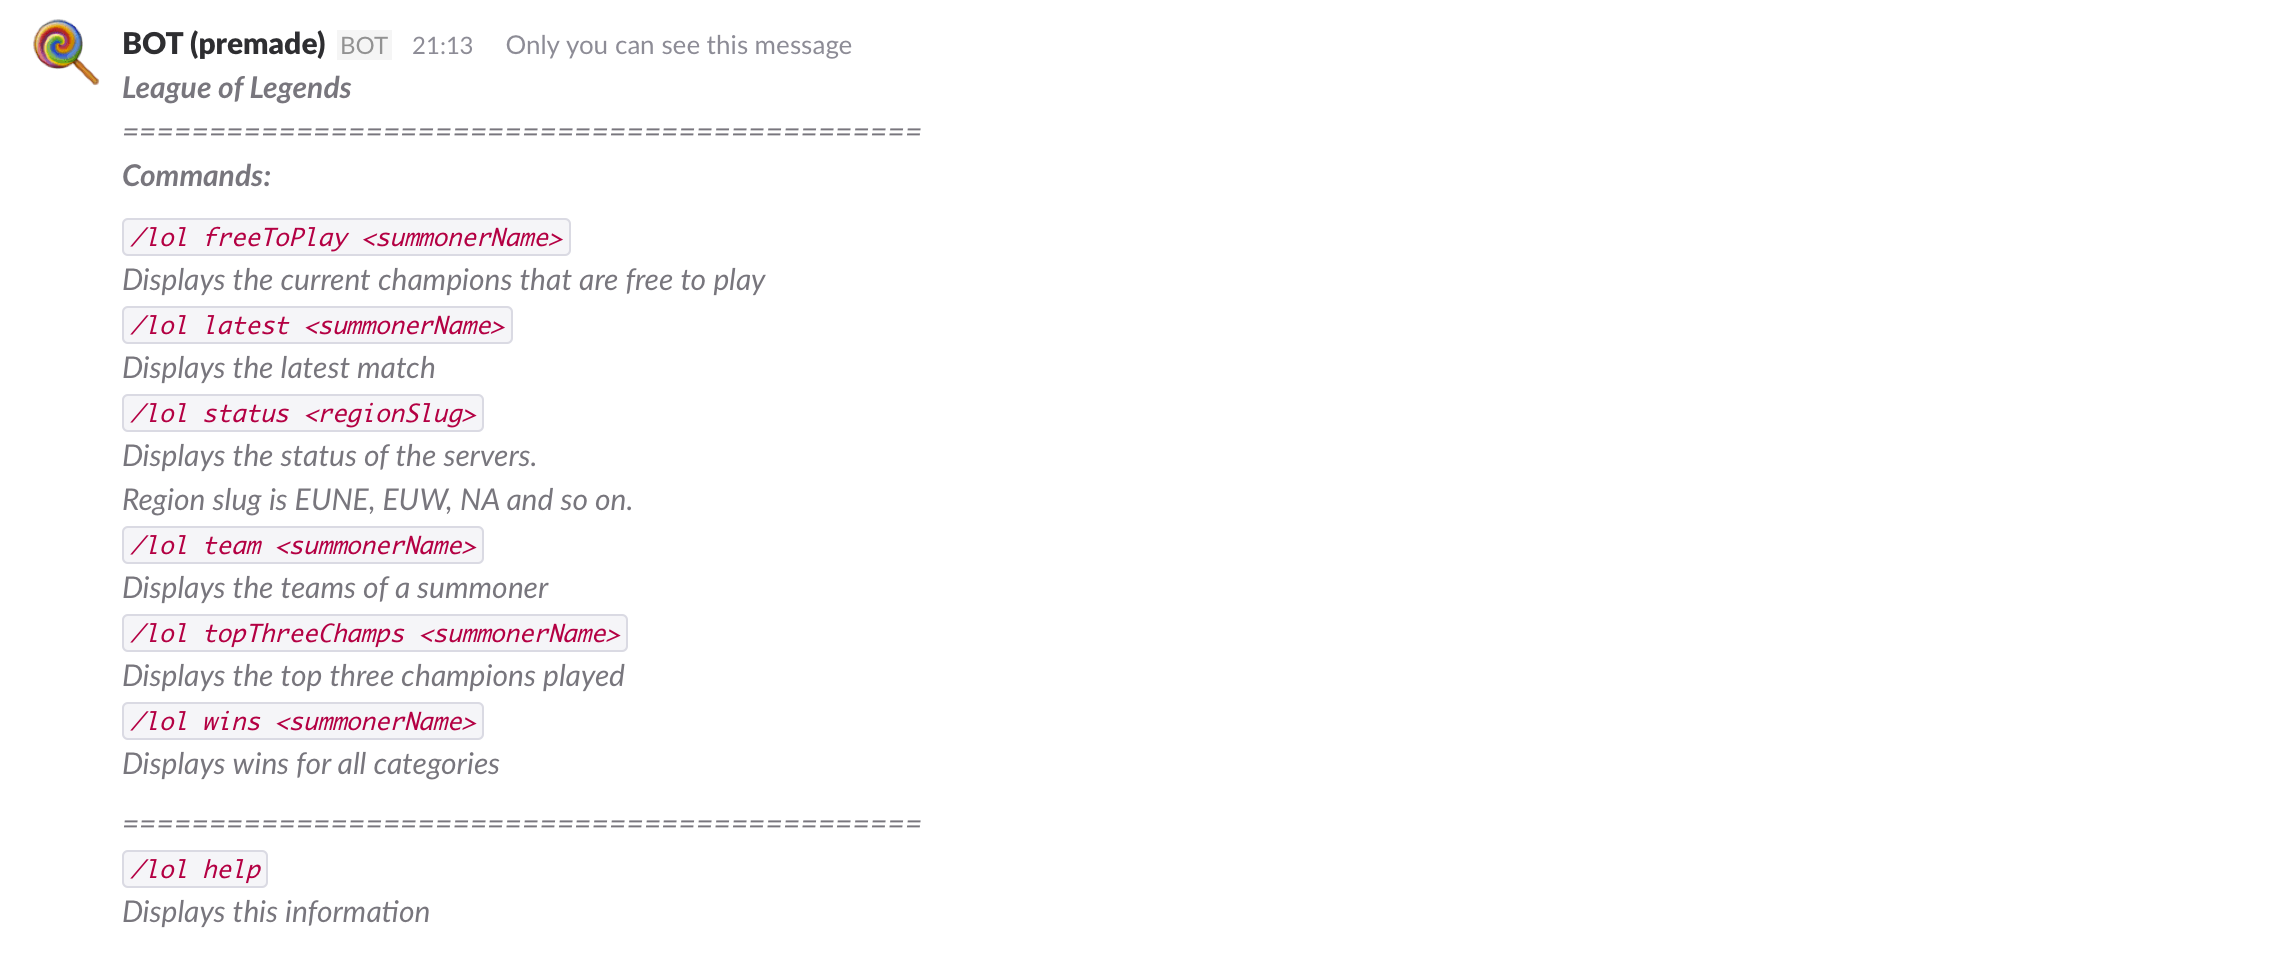 BOT (premade) BOT 21:13 Only you can see this message
League of Legends
==============================================
Commands:
/lol freeToPlay <summonerName>
Displays the current champions that are free to play
/lol latest <summonerName>
Displays the latest match
/lol status <regionSlug>
Displays the status of the servers.
Region slug is EUNE, EUW, NA and so on.
/lol team <summonerName>
Displays the teams of a summoner
/lol topThreeChamps <summonerName>
Displays the top three champions played
/lol wins <summonerName>
Displays wins for all categories
==============================================
/lol help
Displays this information